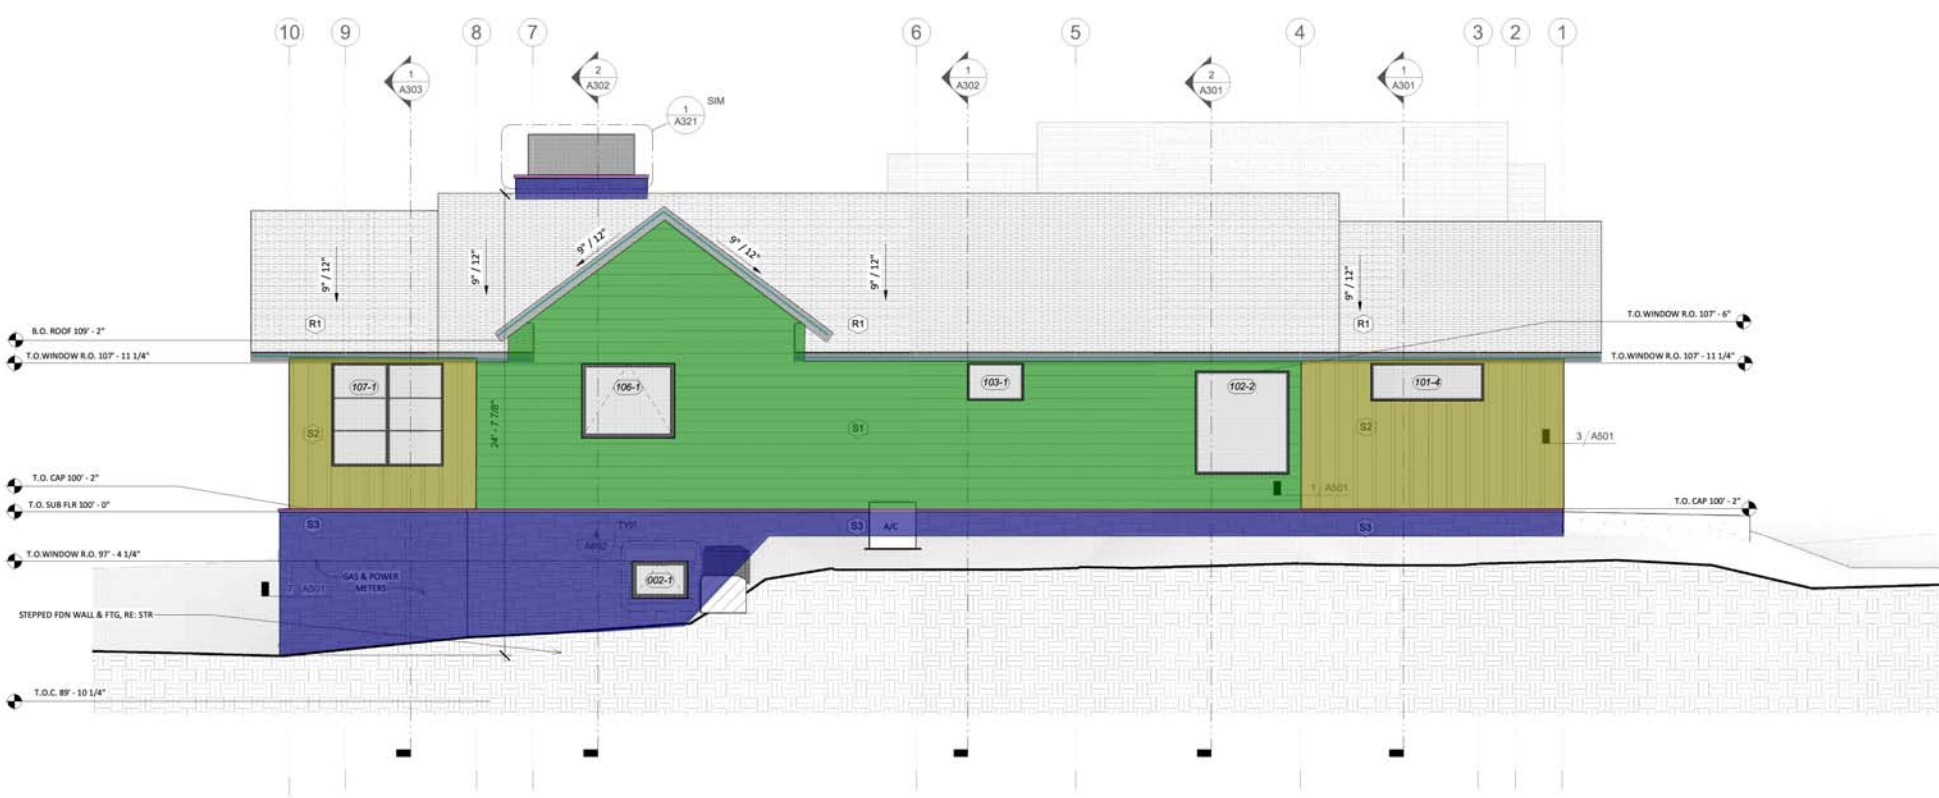 10 9 8 7 6 5 4 3 2 1
1
A303
2
A302
1
A302
2
A301
1
A301
1
A321
SIM
9" / 12"
9" / 12"
9" / 12"
9" / 12"
9" / 12"
9" / 12"
R1
R1
R1
B.O. ROOF 109' - 2"
T.O.WINDOW R.O. 107' - 11 1/4"
T.O.WINDOW R.O. 107' - 6"
T.O.WINDOW R.O. 107' - 11 1/4"
107-1
106-1
103-1
102-2
101-4
24' - 7 7/8"
S2
S1
S2
3 / A501
1 / A501
T.O. CAP 100' - 2"
T.O. SUB FLR 100' - 0"
T.O. CAP 100' - 2"
S3
TYP
S3
A/C
S3
T.O.WINDOW R.O. 97' - 4 1/4"
GAS & POWER
METERS
002-1
A501
STEPPED FDN WALL & FTG, RE: STR
T.O.C. 89' - 10 1/4"